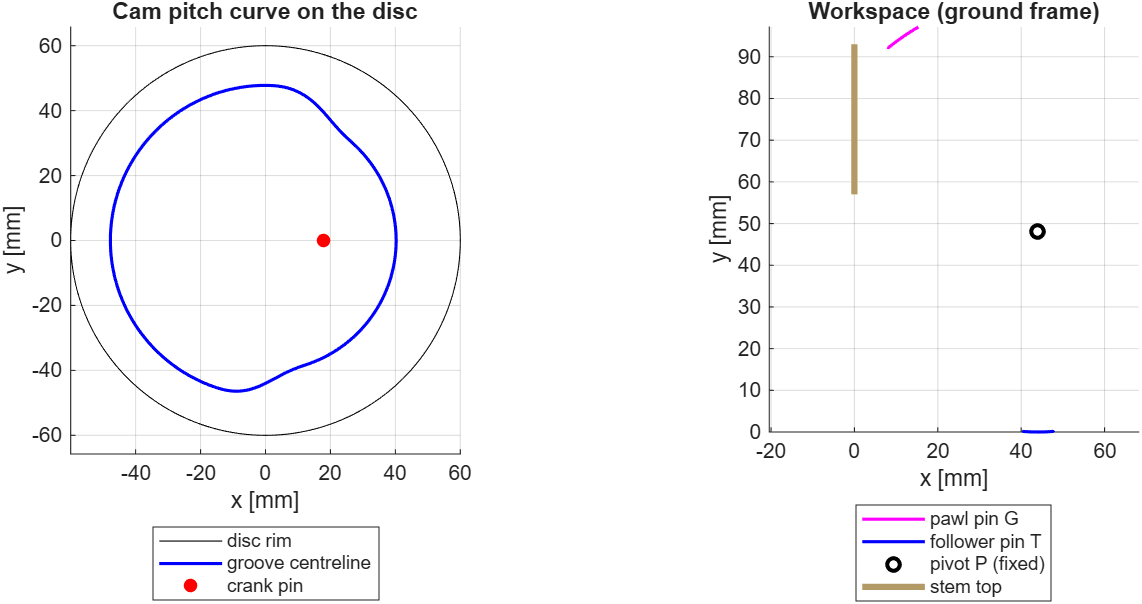 Cam pitch curve on the disc
60
40
20
0
-20
-40
-60
y [mm]
-40 -20 0 20 40 60
x [mm]
disc rim
groove centreline
crank pin
Workspace (ground frame)
90
80
70
60
50
40
30
20
10
0
y [mm]
-20 0 20 40 60
x [mm]
pawl pin G
follower pin T
pivot P (fixed)
stem top